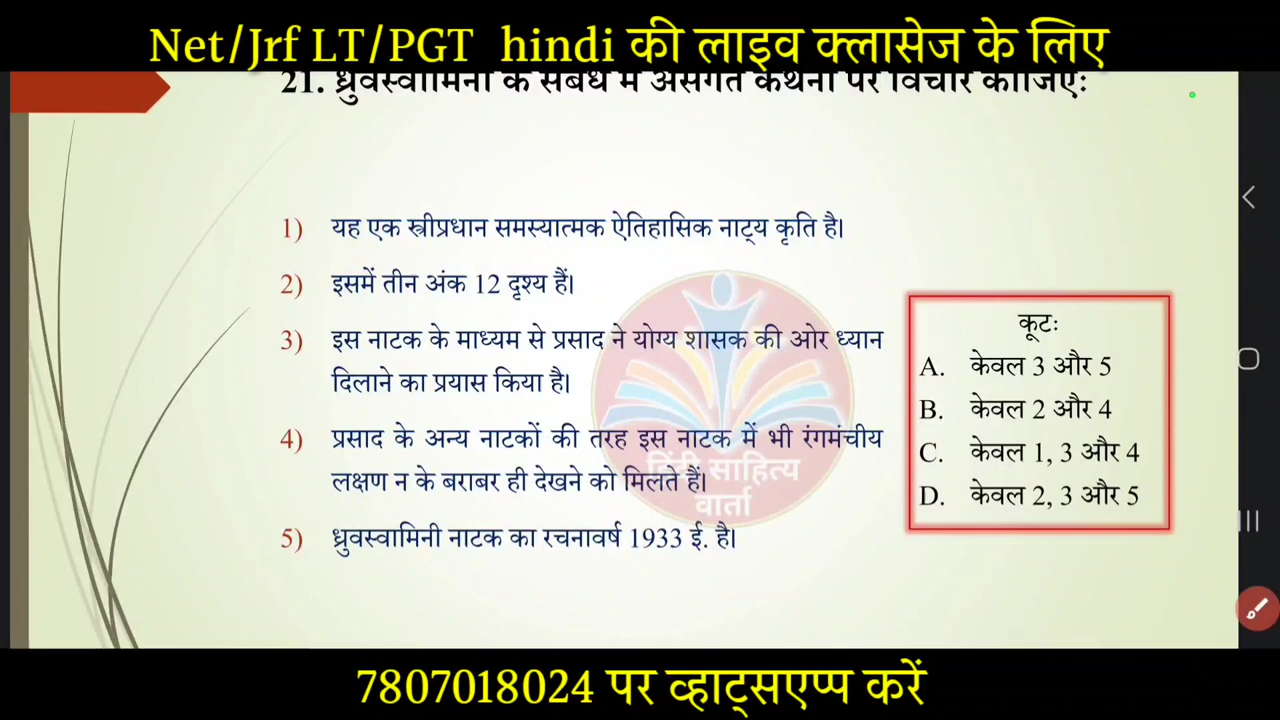 Net/Jrf LT/PGT hindi की लाइव क्लासेज के लिए
21. ध्रुवस्वामिनी के संबंध में असंगत कथनों पर विचार कीजिएः
1) यह एक स्त्रीप्रधान समस्यात्मक ऐतिहासिक नाट्य कृति है।
2) इसमें तीन अंक 12 दृश्य हैं।
3) इस नाटक के माध्यम से प्रसाद ने योग्य शासक की ओर ध्यान
दिलाने का प्रयास किया है।
4) प्रसाद के अन्य नाटकों की तरह इस नाटक में भी रंगमंचीय
लक्षण न के बराबर ही देखने को मिलते हैं।
5) ध्रुवस्वामिनी नाटक का रचनावर्ष 1933 ई. है।
हिंदी साहित्य
वार्ता
कूटः
A. केवल 3 और 5
B. केवल 2 और 4
C. केवल 1, 3 और 4
D. केवल 2, 3 और 5
7807018024 पर व्हाट्सएप्प करें